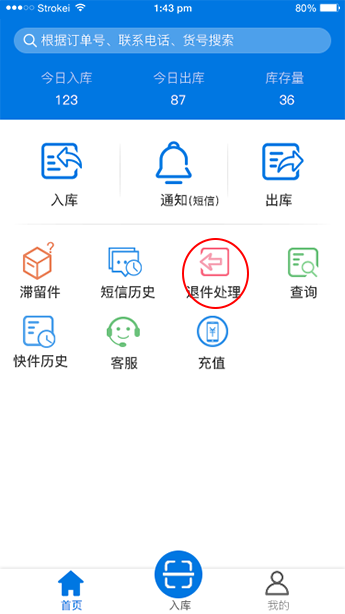 Strokei 1:43 pm 80%
根据订单号、联系电话、货号搜索
今日入库 今日出库 库存量
123 87 36
入库 通知(短信) 出库
?
滞留件 短信历史 退件处理 查询
¥
快件历史 客服 充值
首页 入库 我的